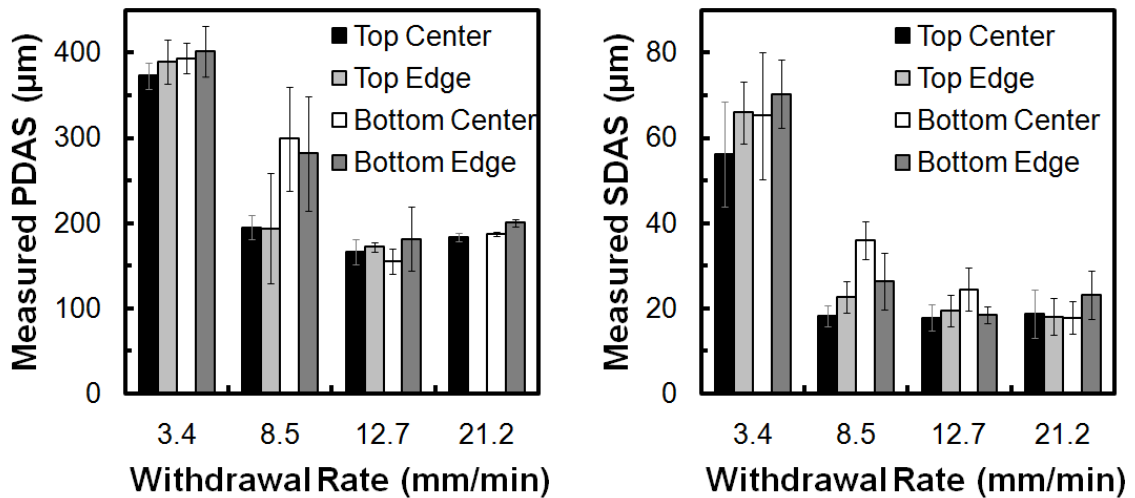 Measured PDAS (µm)
400
300
200
100
0
Top Center
Top Edge
Bottom Center
Bottom Edge
3.4 8.5 12.7 21.2
Withdrawal Rate (mm/min)
Measured SDAS (µm)
80
60
40
20
0
Top Center
Top Edge
Bottom Center
Bottom Edge
3.4 8.5 12.7 21.2
Withdrawal Rate (mm/min)